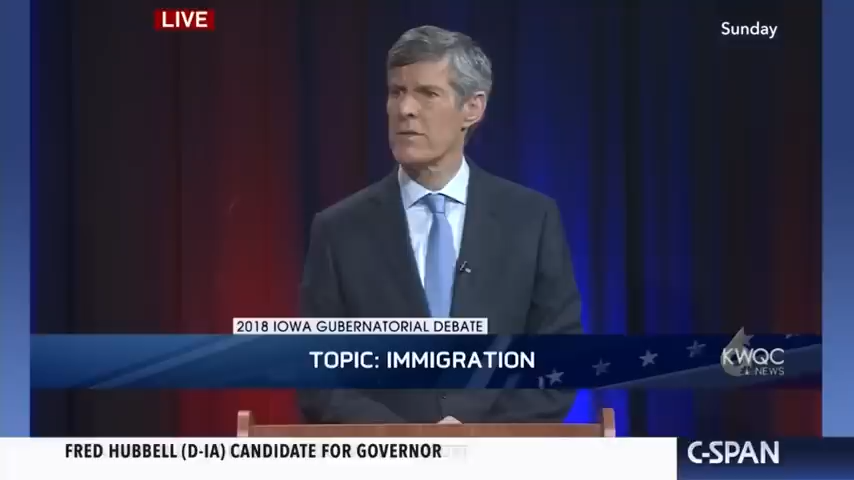 LIVE
Sunday
2018 IOWA GUBERNATORIAL DEBATE
TOPIC: IMMIGRATION
KWQC
NEWS
FRED HUBBELL (D-IA) CANDIDATE FOR GOVERNOR
C-SPAN